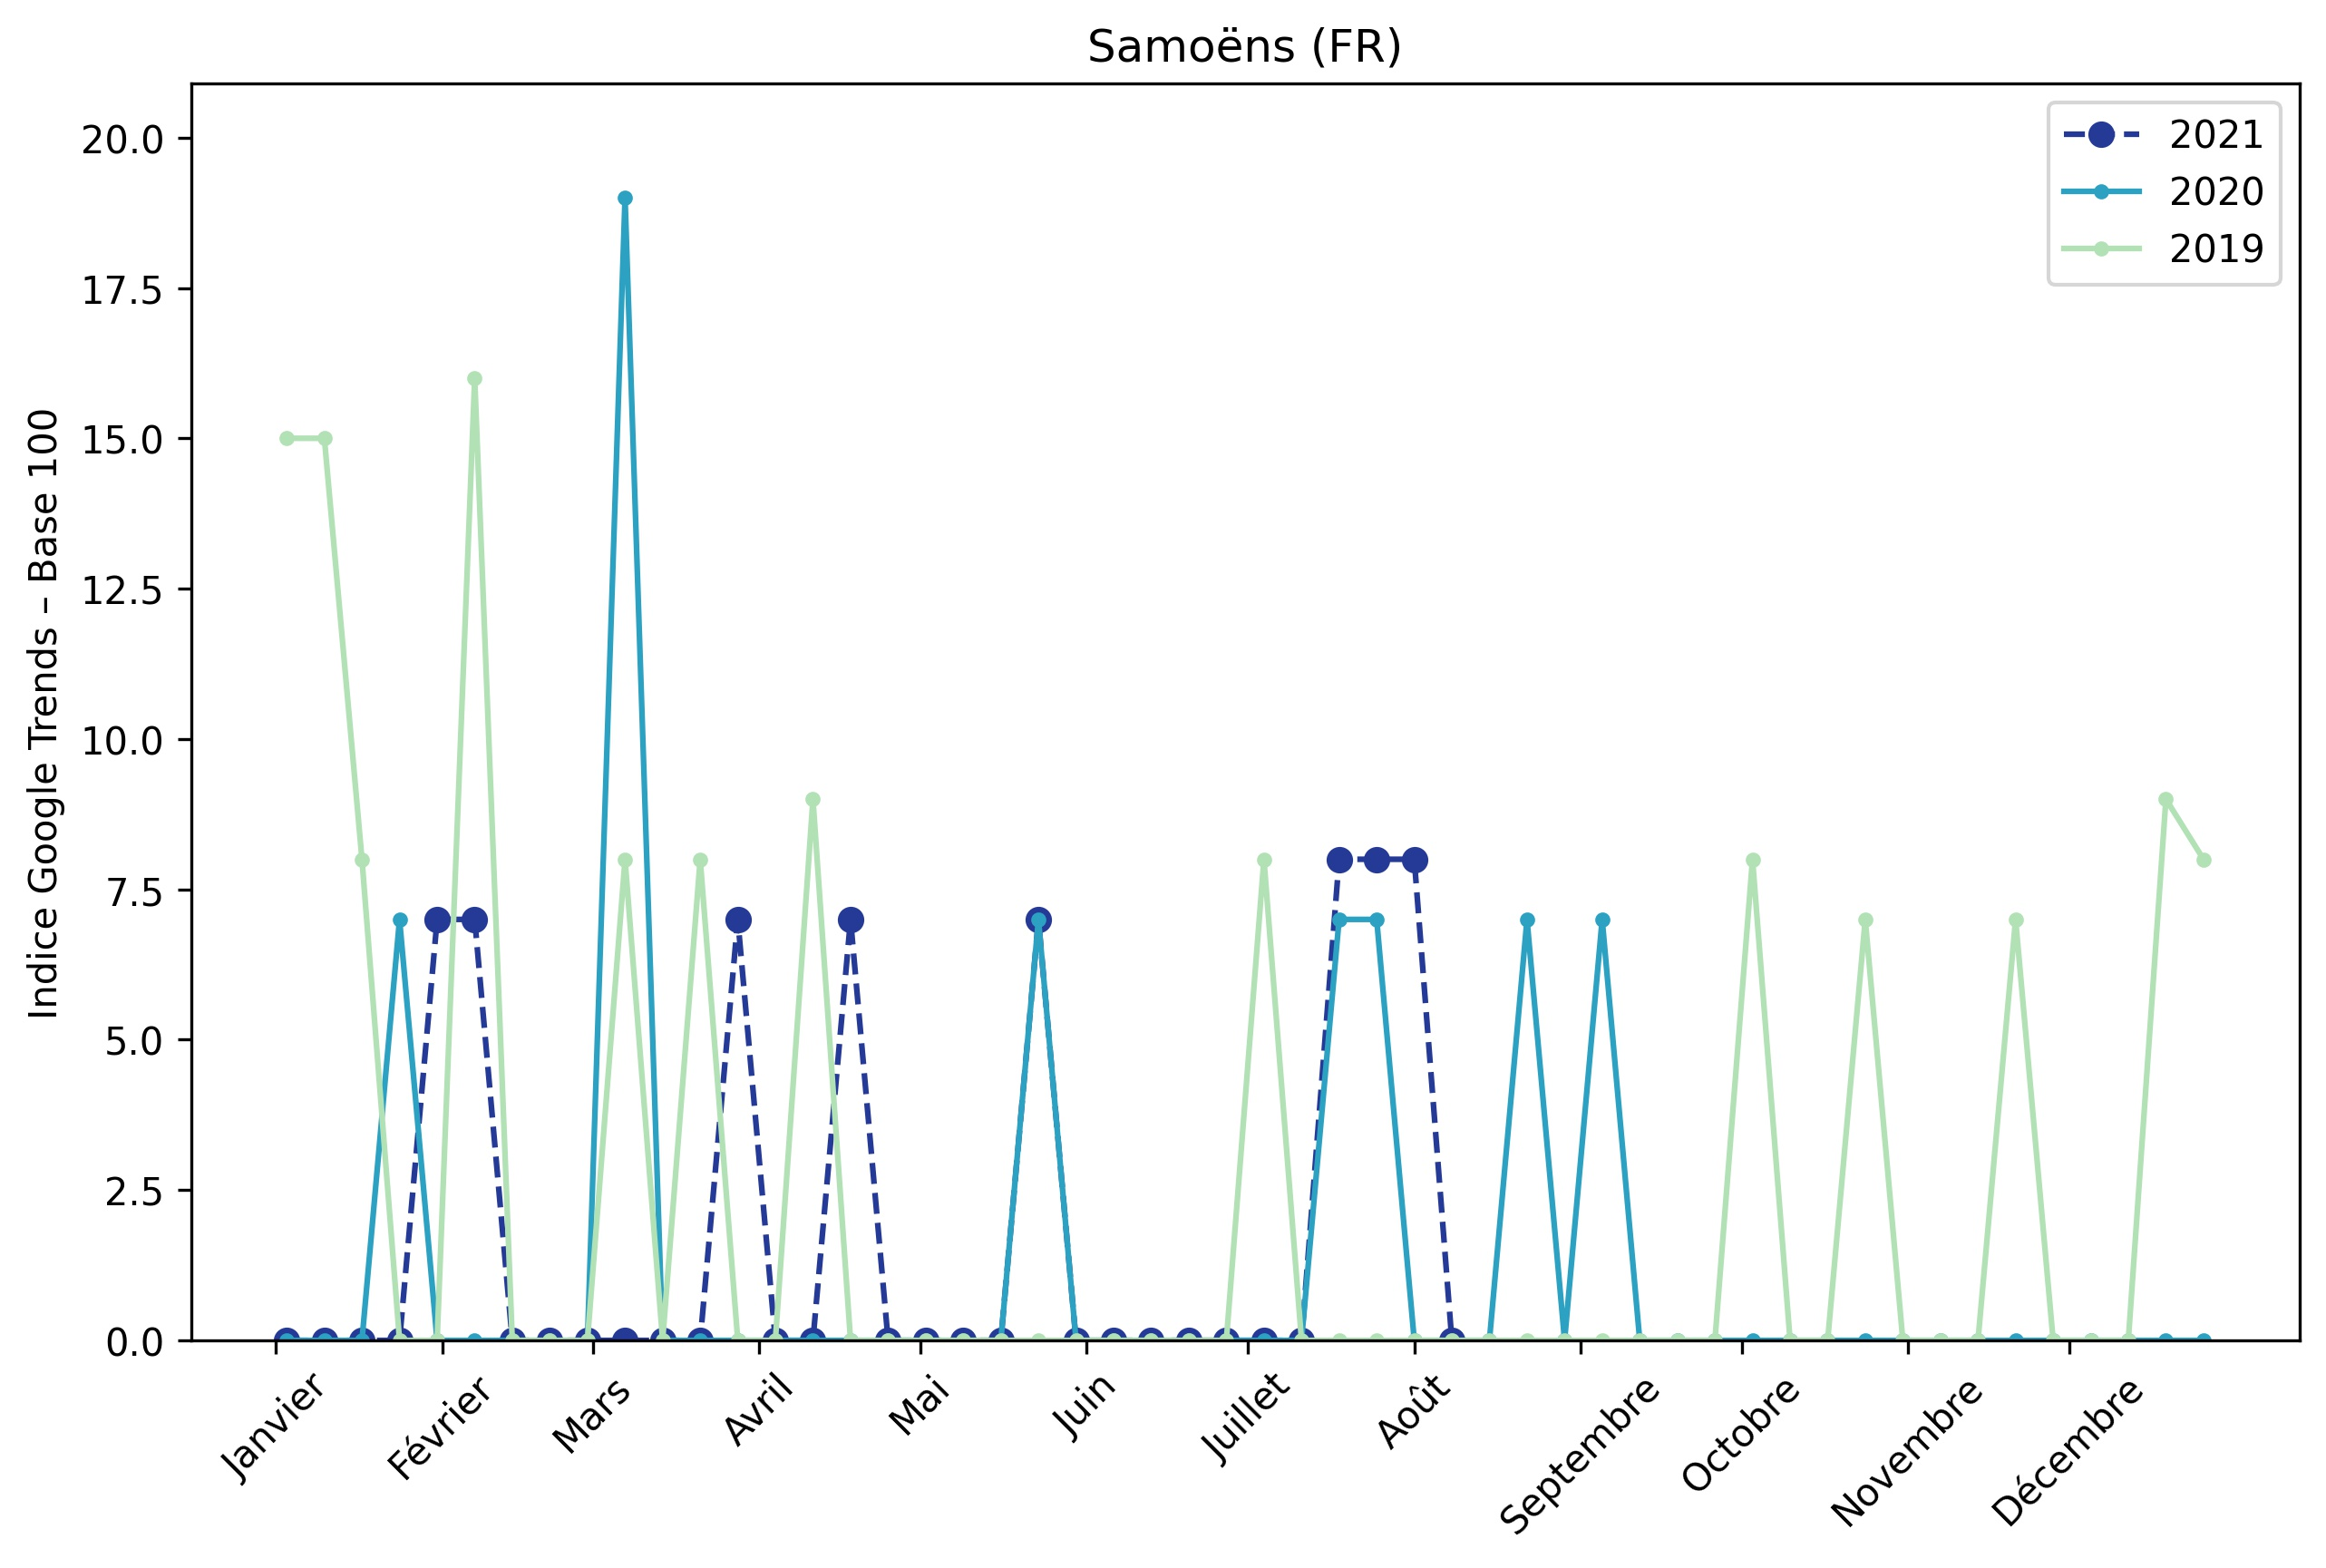 Samoëns (FR)
Indice Google Trends – Base 100
20.0
17.5
15.0
12.5
10.0
7.5
5.0
2.5
0.0
2021
2020
2019
Janvier
Février
Mars
Avril
Mai
Juin
Juillet
Août
Septembre
Octobre
Novembre
Décembre